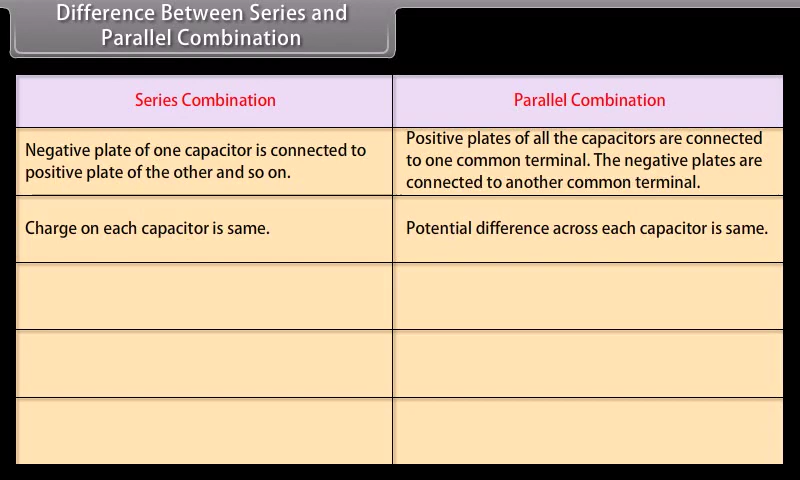 Difference Between Series and
Parallel Combination
Series Combination
Parallel Combination
Negative plate of one capacitor is connected to
positive plate of the other and so on.
Positive plates of all the capacitors are connected
to one common terminal. The negative plates are
connected to another common terminal.
Charge on each capacitor is same.
Potential difference across each capacitor is same.